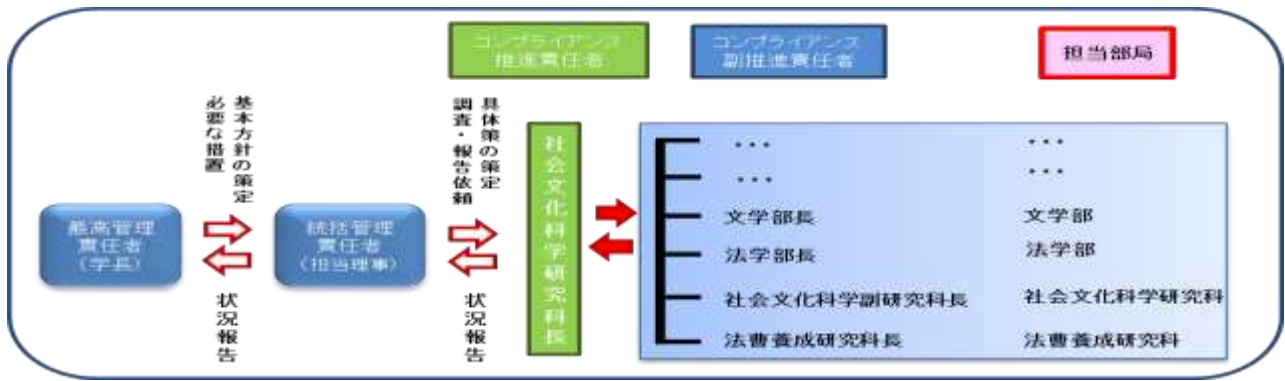 コンプライアンス
推進責任者
コンプライアンス
副推進責任者
担当部局
基本方針の策定
必要な措置
具体策の策定
調査・報告依頼
最高管理
責任者
（学長）
統括管理
責任者
（担当理事）
状況報告
状況報告
社会文化科学研究科長
・・・
・・・
・・・
・・・
文学部長
文学部
法学部長
法学部
社会文化科学副研究科長
社会文化科学研究科
法曹養成研究科長
法曹養成研究科